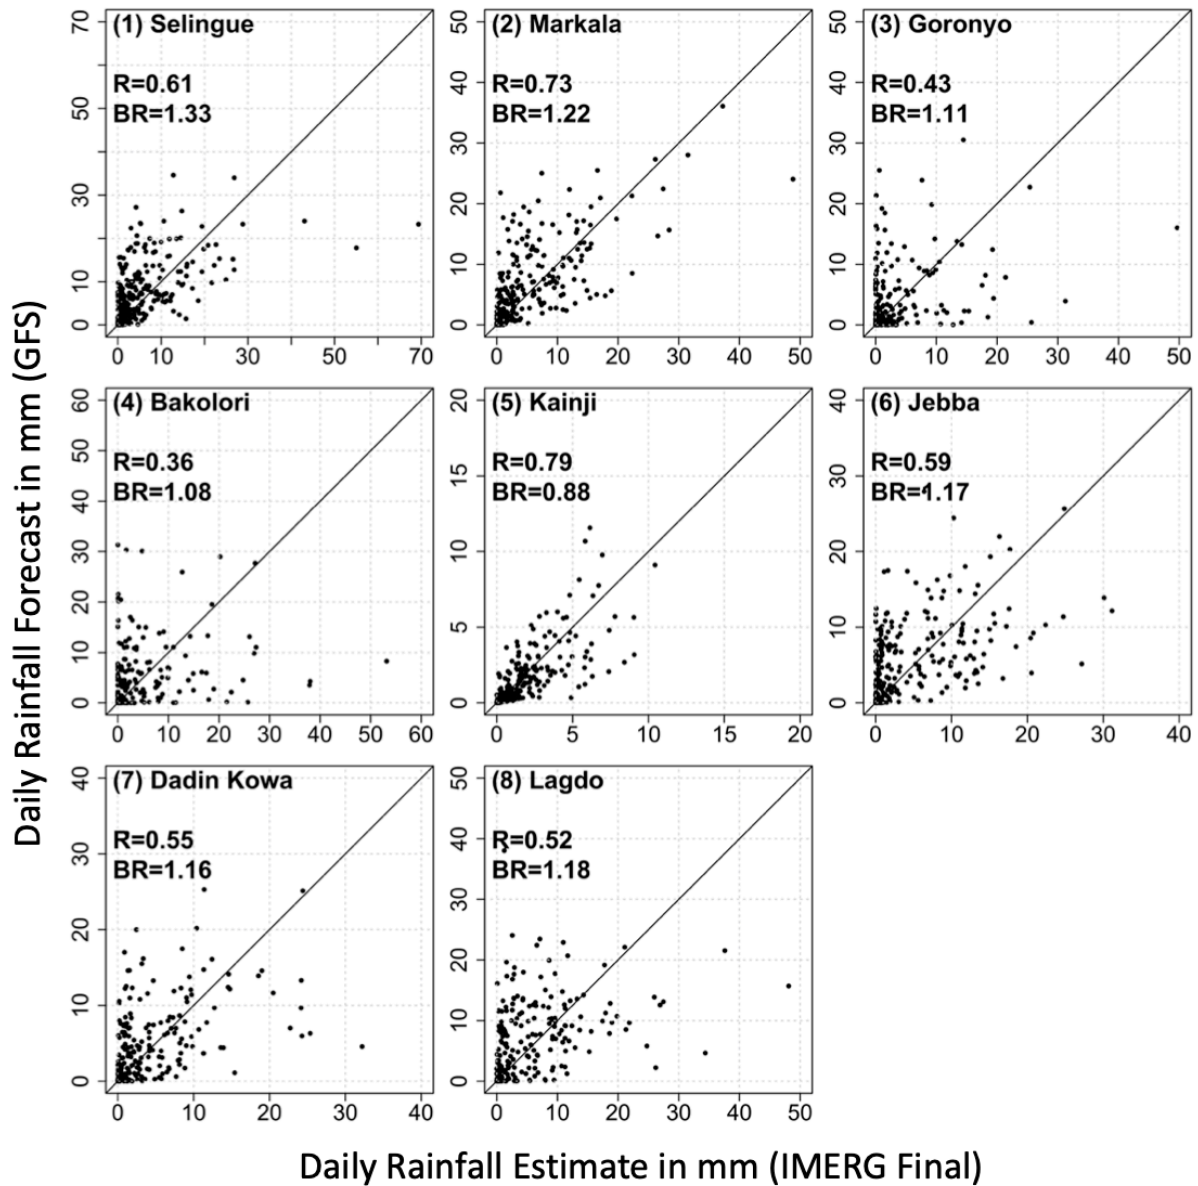 Daily Rainfall Forecast in mm (GFS)
(1) Selingue
R=0.61
BR=1.33
70
50
30
10
0
0 10 30 50 70
(2) Markala
R=0.73
BR=1.22
50
40
30
20
10
0
0 10 20 30 40 50
(3) Goronyo
R=0.43
BR=1.11
50
40
30
20
10
0
0 10 20 30 40 50
(4) Bakolori
R=0.36
BR=1.08
60
50
40
30
20
10
0
0 10 20 30 40 50 60
(5) Kainji
R=0.79
BR=0.88
20
15
10
5
0
0 5 10 15 20
(6) Jebba
R=0.59
BR=1.17
40
30
20
10
0
0 10 20 30 40
(7) Dadin Kowa
R=0.55
BR=1.16
40
30
20
10
0
0 10 20 30 40
(8) Lagdo
R=0.52
BR=1.18
50
40
30
20
10
0
0 10 20 30 40 50
Daily Rainfall Estimate in mm (IMERG Final)